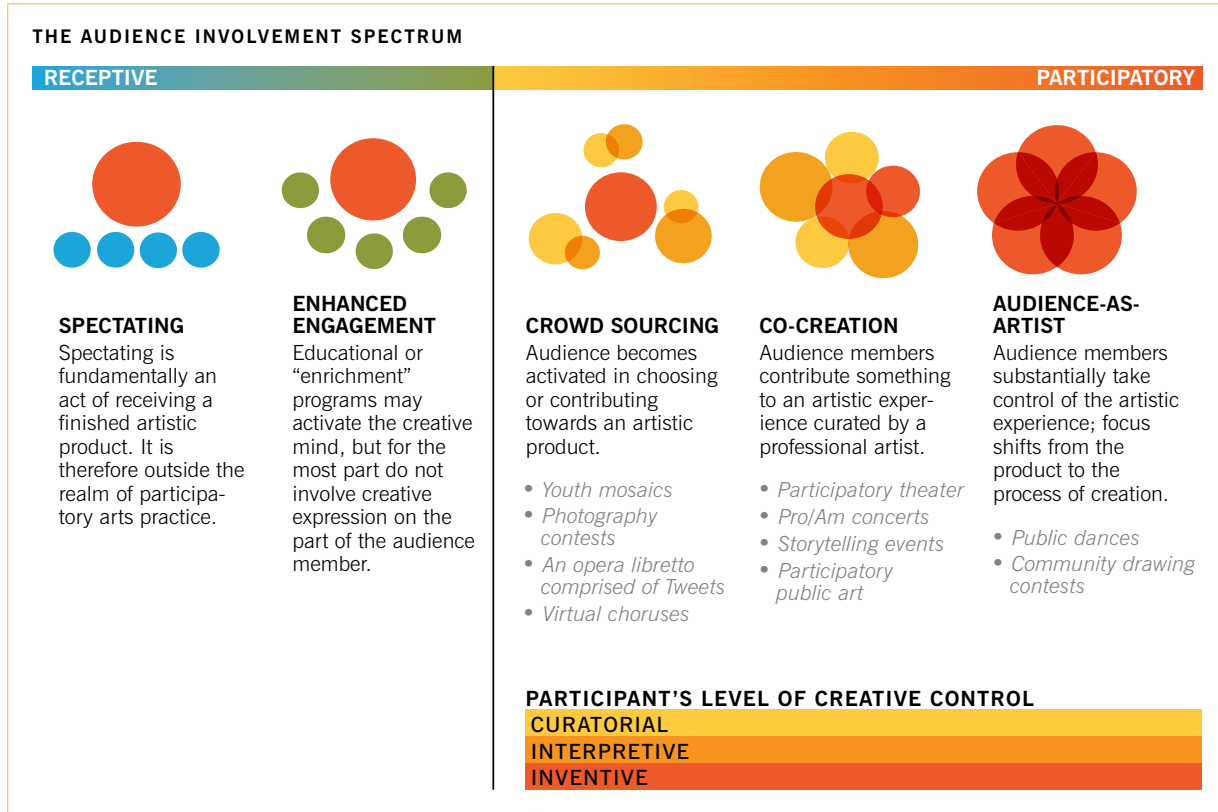 THE AUDIENCE INVOLVEMENT SPECTRUM
RECEPTIVE
PARTICIPATORY
SPECTATING
Spectating is
fundamentally an
act of receiving a
finished artistic
product. It is
therefore outside the
realm of participa-
tory arts practice.
ENHANCED
ENGAGEMENT
Educational or
“enrichment”
programs may
activate the creative
mind, but for the
most part do not
involve creative
expression on the
part of the audience
member.
CROWD SOURCING
Audience becomes
activated in choosing
or contributing
towards an artistic
product.
• Youth mosaics
• Photography
contests
• An opera libretto
comprised of Tweets
• Virtual choruses
CO-CREATION
Audience members
contribute something
to an artistic exper-
ience curated by a
professional artist.
• Participatory theater
• Pro/Am concerts
• Storytelling events
• Participatory
public art
AUDIENCE-AS-
ARTIST
Audience members
substantially take
control of the artistic
experience; focus
shifts from the
product to the
process of creation.
• Public dances
• Community drawing
contests
PARTICIPANT’S LEVEL OF CREATIVE CONTROL
CURATORIAL
INTERPRETIVE
INVENTIVE